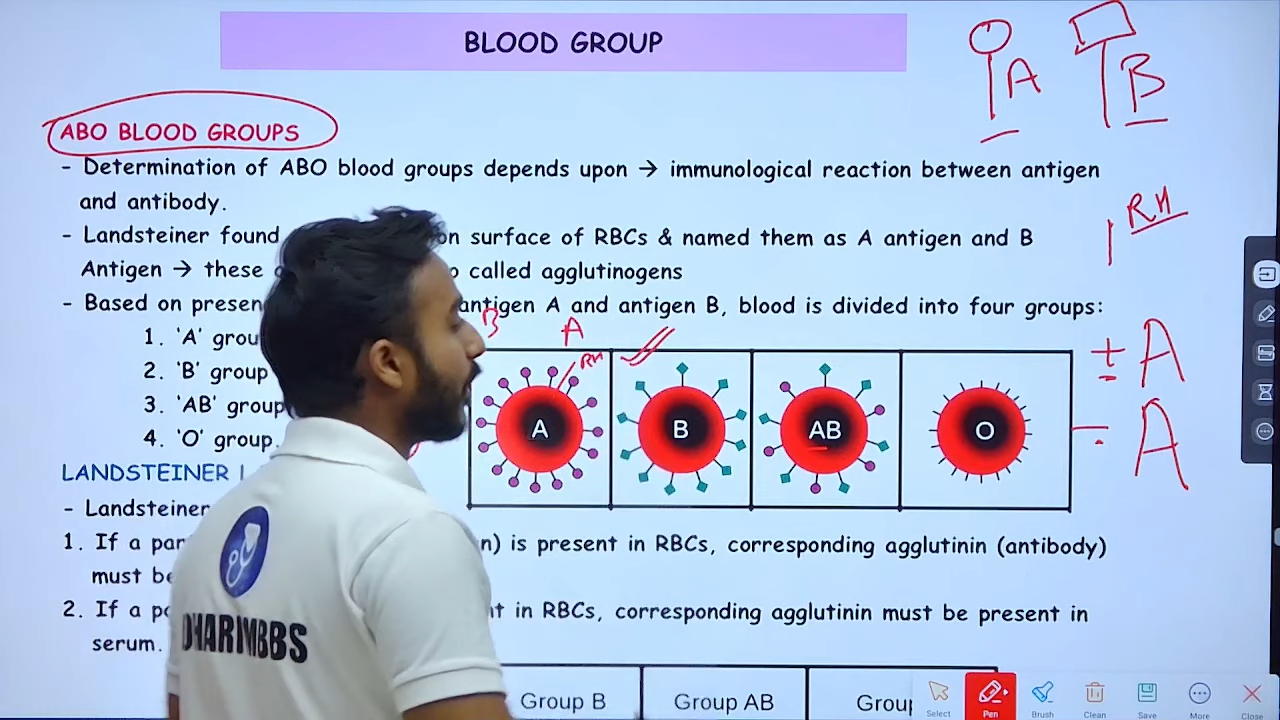 BLOOD GROUP
A B
ABO BLOOD GROUPS
- Determination of ABO blood groups depends upon → immunological reaction between antigen
and antibody.
RH
- Landsteiner found on surface of RBCs & named them as A antigen and B
Antigen → these called agglutinogens
- Based on presen antigen A and antigen B, blood is divided into four groups:
B A
1. 'A' grou
RH
± A
2. 'B' group
3. 'AB' group
4. 'O' group.
A B AB O
- A
LANDSTEINER L
- Landsteiner
1. If a par n) is present in RBCs, corresponding agglutinin (antibody)
must be
2. If a pa nt in RBCs, corresponding agglutinin must be present in
serum.
DHARMBBS
Group B Group AB Group
Select Pen Brush Clean Save More Close